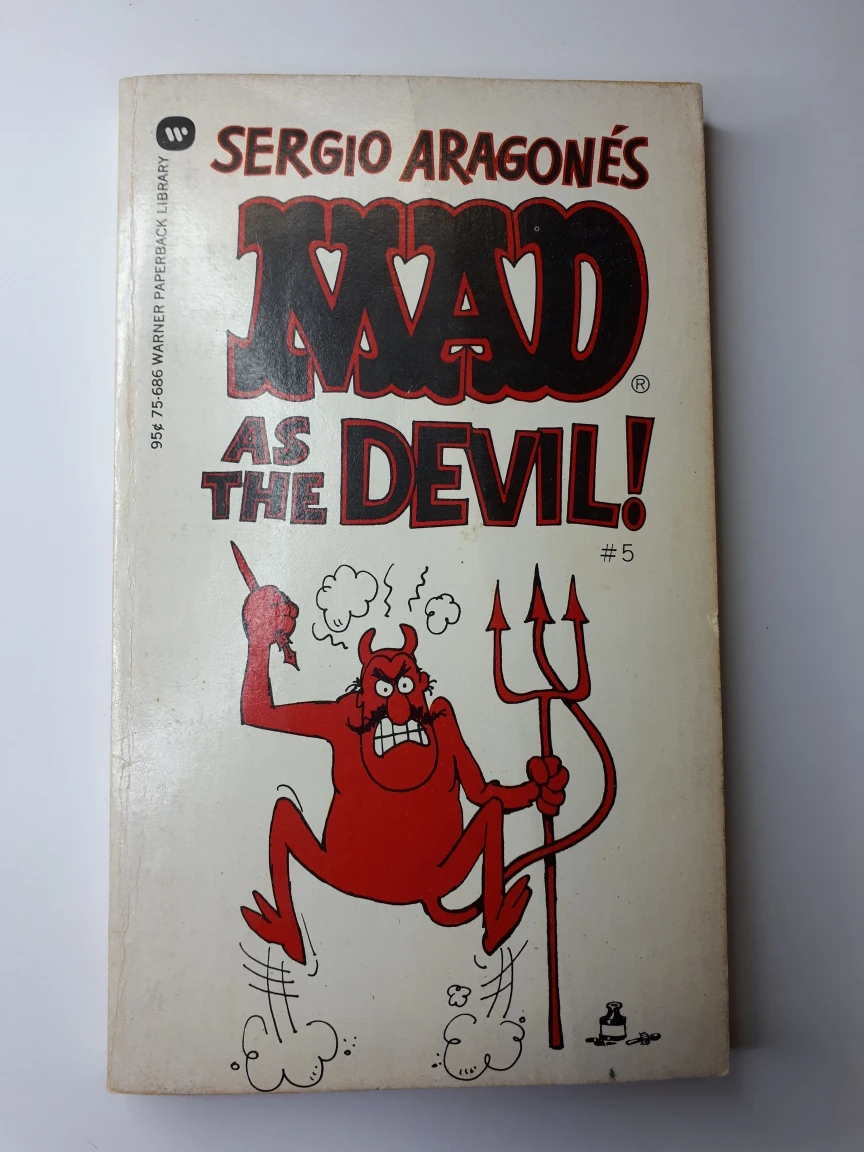 95¢ 75-686 WARNER PAPERBACK LIBRARY
SERGIO ARAGONÉS
MAD
®
AS
THE DEVIL!
#5